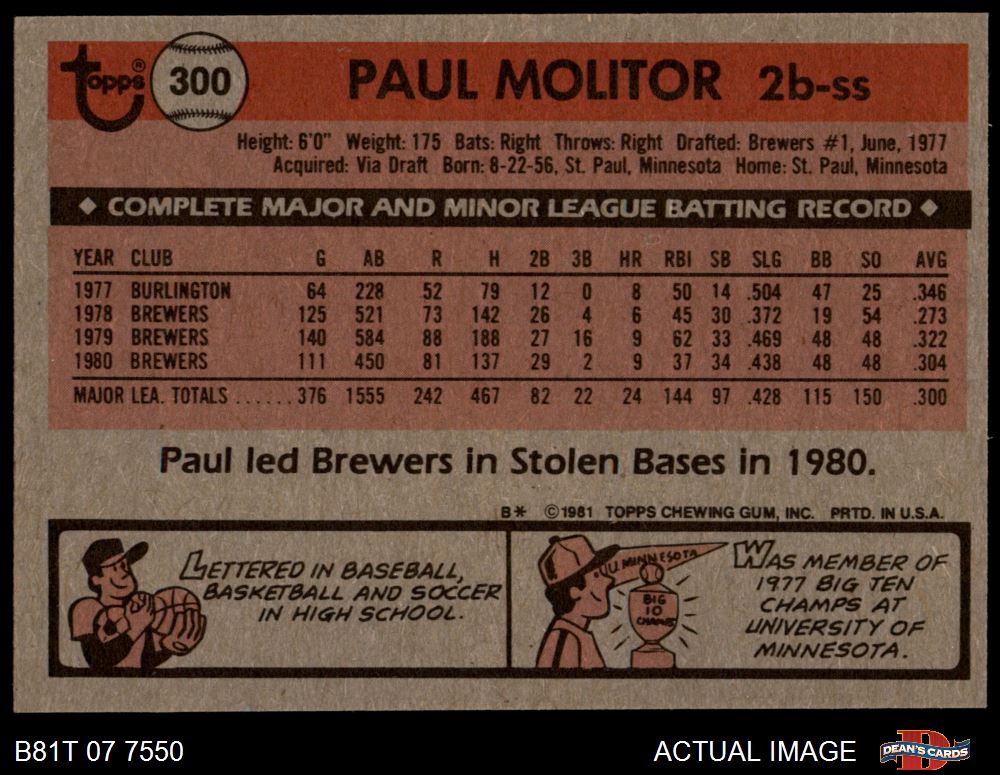 topps® 300 PAUL MOLITOR 2b-ss
Height: 6'0" Weight: 175 Bats: Right Throws: Right Drafted: Brewers #1, June, 1977
Acquired: Via Draft Born: 8-22-56, St. Paul, Minnesota Home: St. Paul, Minnesota
◆ COMPLETE MAJOR AND MINOR LEAGUE BATTING RECORD ◆
YEAR CLUB G AB R H 2B 3B HR RBI SB SLG BB SO AVG
1977 BURLINGTON 64 228 52 79 12 0 8 50 14 .504 47 25 .346
1978 BREWERS 125 521 73 142 26 4 6 45 30 .372 19 54 .273
1979 BREWERS 140 584 88 188 27 16 9 62 33 .469 48 48 .322
1980 BREWERS 111 450 81 137 29 2 9 37 34 .438 48 48 .304
MAJOR LEA. TOTALS ...... 376 1555 242 467 82 22 24 144 97 .428 115 150 .300
Paul led Brewers in Stolen Bases in 1980.
B* ©1981 TOPPS CHEWING GUM, INC. PRTD. IN U.S.A.
LETTERED IN BASEBALL,
BASKETBALL AND SOCCER
IN HIGH SCHOOL.
U. MINNESOTA
BIG
10
CHAMPS
WAS MEMBER OF
1977 BIG TEN
CHAMPS AT
UNIVERSITY OF
MINNESOTA.
B81T 07 7550
ACTUAL IMAGE
D
DEAN'S CARDS